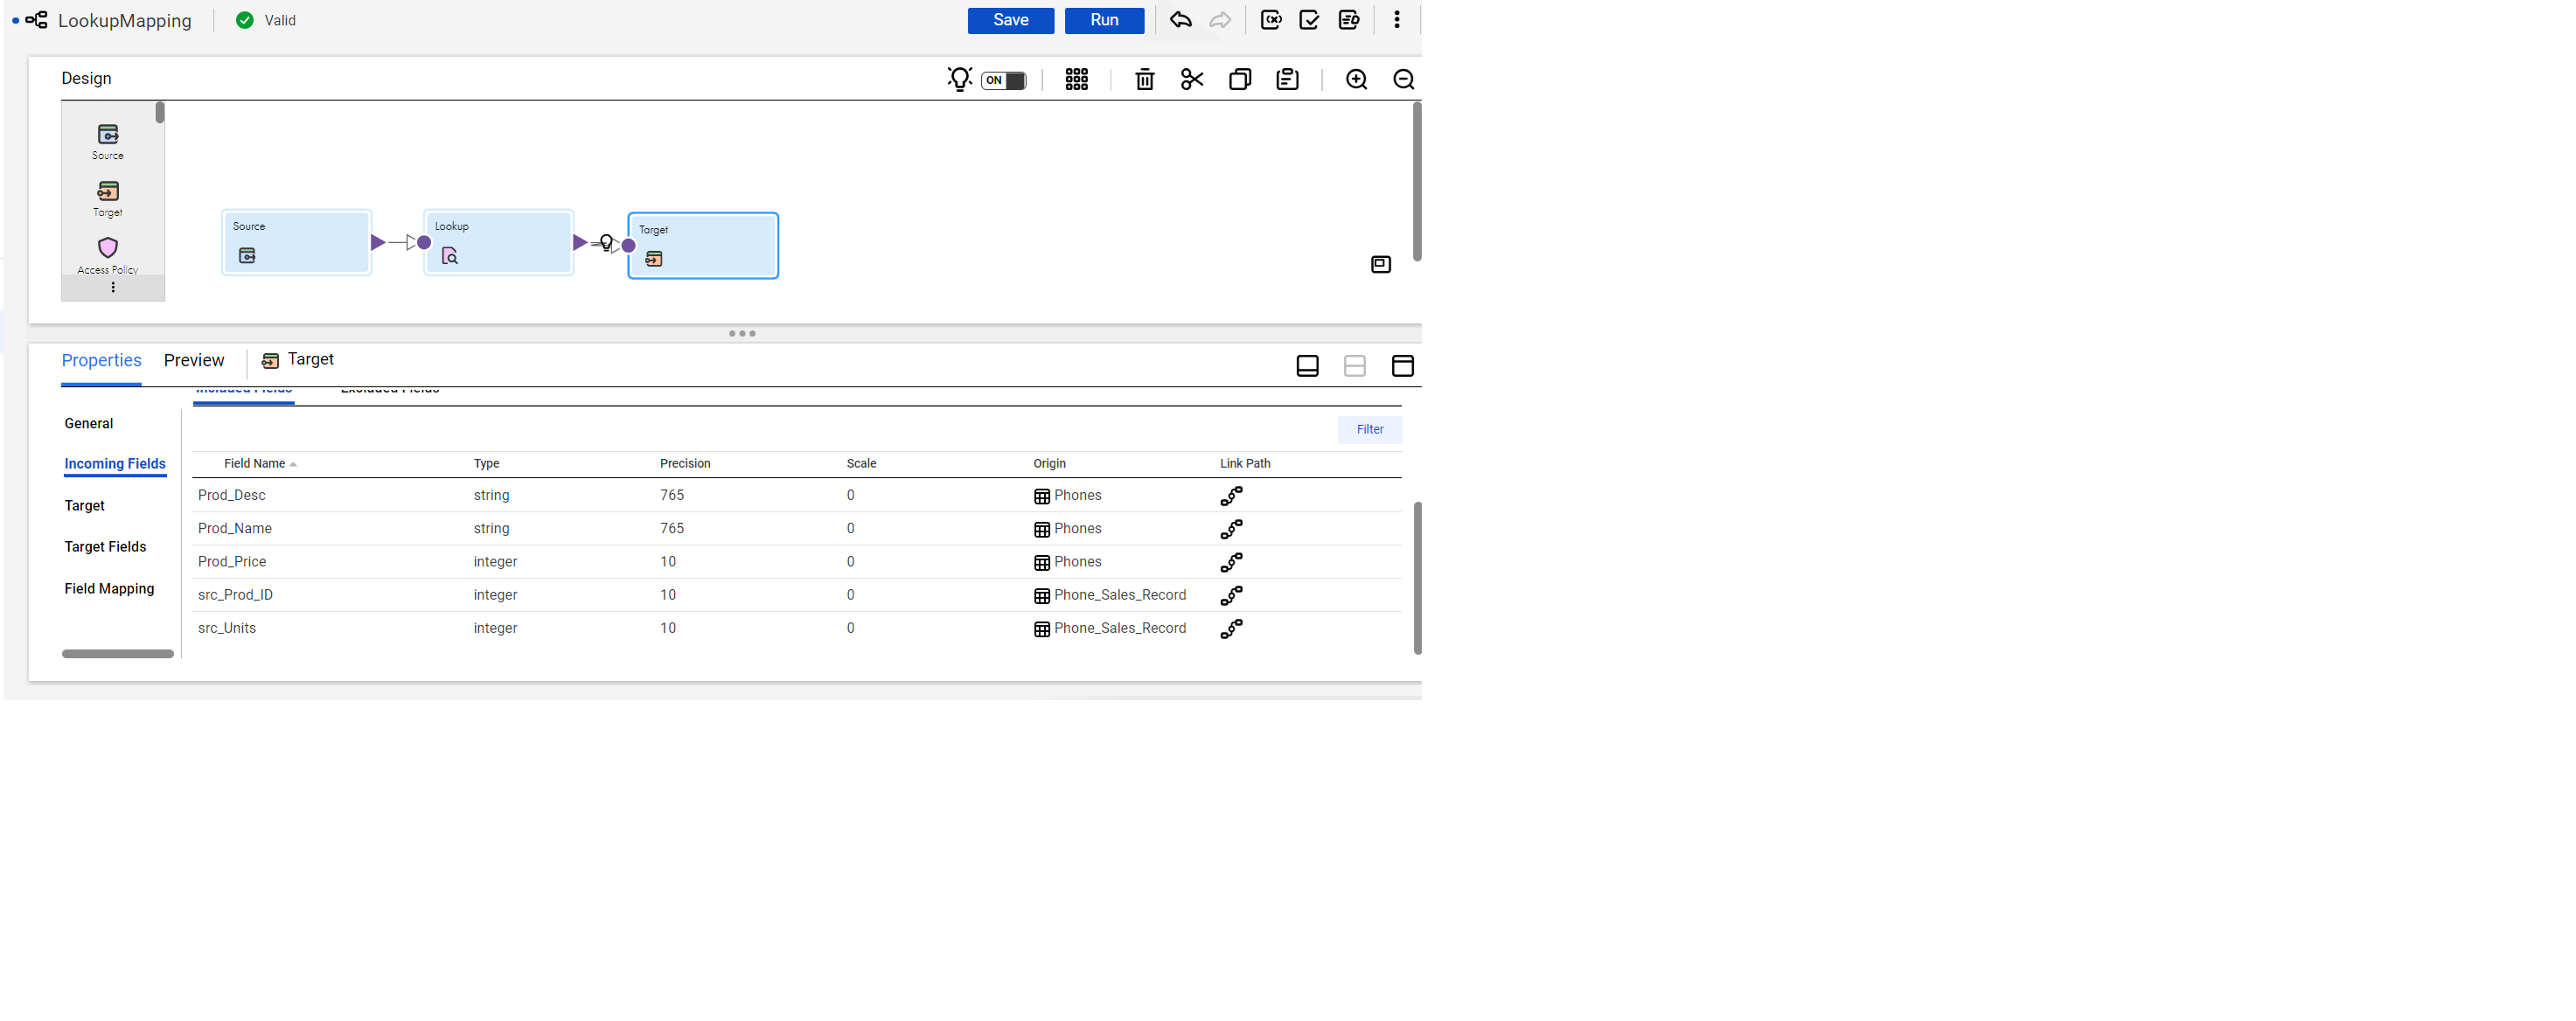 LookupMapping Valid Save Run
Design ON
Source
Target
Access Policy
Source Lookup Target
Properties Preview Target
Included Fields Excluded Fields
General
Incoming Fields
Target
Target Fields
Field Mapping
Filter
Field Name Type Precision Scale Origin Link Path
Prod_Desc string 765 0 Phones
Prod_Name string 765 0 Phones
Prod_Price integer 10 0 Phones
src_Prod_ID integer 10 0 Phone_Sales_Record
src_Units integer 10 0 Phone_Sales_Record